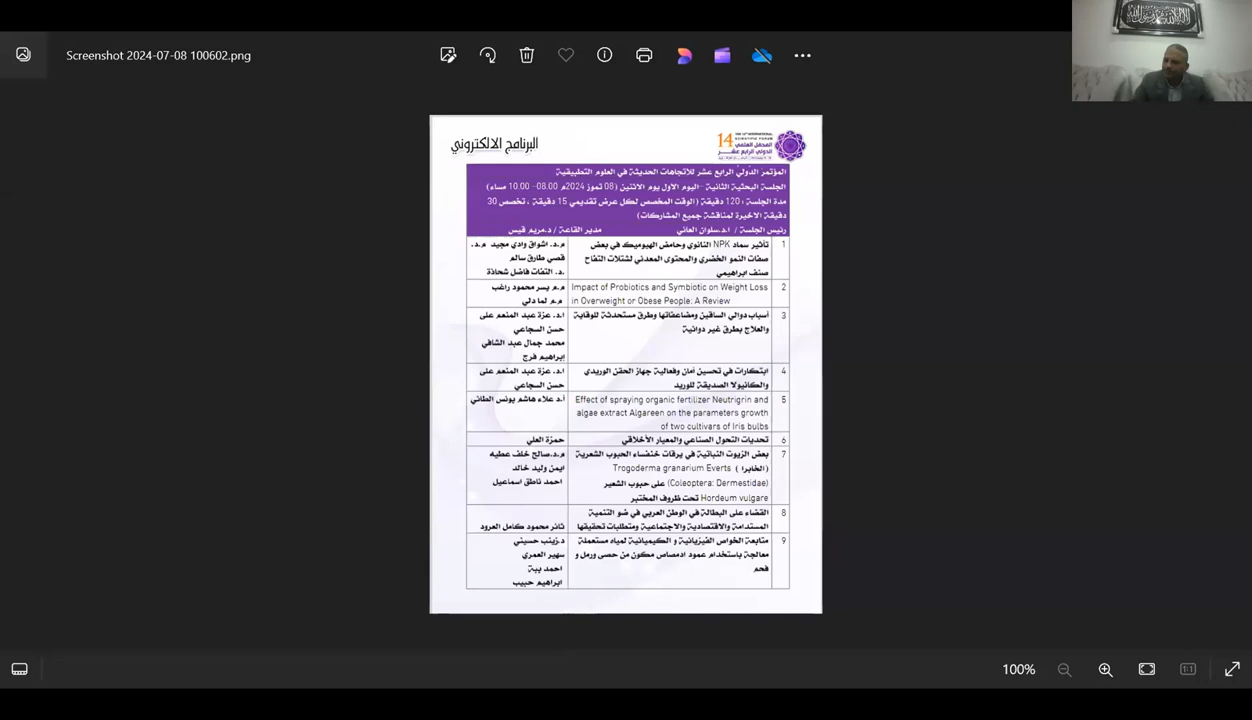 Screenshot 2024-07-08 100602.png
البرنامج الالكتروني
14
المحفل العلمي
الدولي الرابع عشر
المؤتمر الدولي الرابع عشر للاتجاهات الحديثة في العلوم التطبيقية
الجلسة البحثية الثانية -اليوم الاول يوم الاثنين (08 تموز 2024م 08.00- 10.00 مساء)
مدة الجلسة : 120 دقيقة (الوقت المخصص لكل عرض تقديمي 15 دقيقة ، تخصص 30
دقيقة الاخيرة لمناقشة جميع المشاركات)
رئيس الجلسة / ا.د.سلوان العاني مدير القاعة / د.مريم قيس
1 تأثير سماد NPK النانوي وحامض الهيوميك في بعض م.د. اشواق وادي مجيد م.د.
صفات النمو الخضري والمحتوى المعدني لشتلات التفاح قصي طارق سالم
صنف ابراهيمي د. التفات فاضل شحاذة
2 Impact of Probiotics and Symbiotic on Weight Loss م.م يسر محمود راغب
in Overweight or Obese People: A Review م.م لما دلي
3 أسباب دوالي الساقين ومضاعفاتها وطرق مستحدثة للوقاية ا.د. عزة عبد المنعم على
والعلاج بطرق غير دوائية حسن السجاعي
محمد جمال عبد الشافي
إبراهيم فرج
4 ابتكارات في تحسين أمان وفعالية جهاز الحقن الوريدي ا.د. عزة عبد المنعم على
والكانيولا الصديقة للوريد حسن السجاعي
5 Effect of spraying organic fertilizer Neutrigrin and أ.د علاء هاشم يونس الطائي
algae extract Algareen on the parameters growth
of two cultivars of Iris bulbs
6 تحديات التحول الصناعي والمعيار الأخلاقي حمزة العلي
7 بعض الزيوت النباتية في يرقات خنفساء الحبوب الشعرية م.د.صالح خلف عطيه
(الخابرا ) Trogoderma granarium Everts ايمن وليد خالد
(Coleoptera: Dermestidae) على حبوب الشعير احمد ناطق اسماعيل
Hordeum vulgare تحت ظروف المختبر
8 القضاء على البطالة في الوطن العربي في ضو التنمية
المستدامة والاقتصادية والاجتماعية ومتطلبات تحقيقها ثائر محمود كامل العرود
9 متابعة الخواص الفيزيائية و الكيميائية لمياه مستعملة د.زينب حسيني
معالجة باستخدام عمود ادمصاص مكون من حصى ورمل و سهير العمري
فحم احمد ببة
ابراهيم حبيب
100%